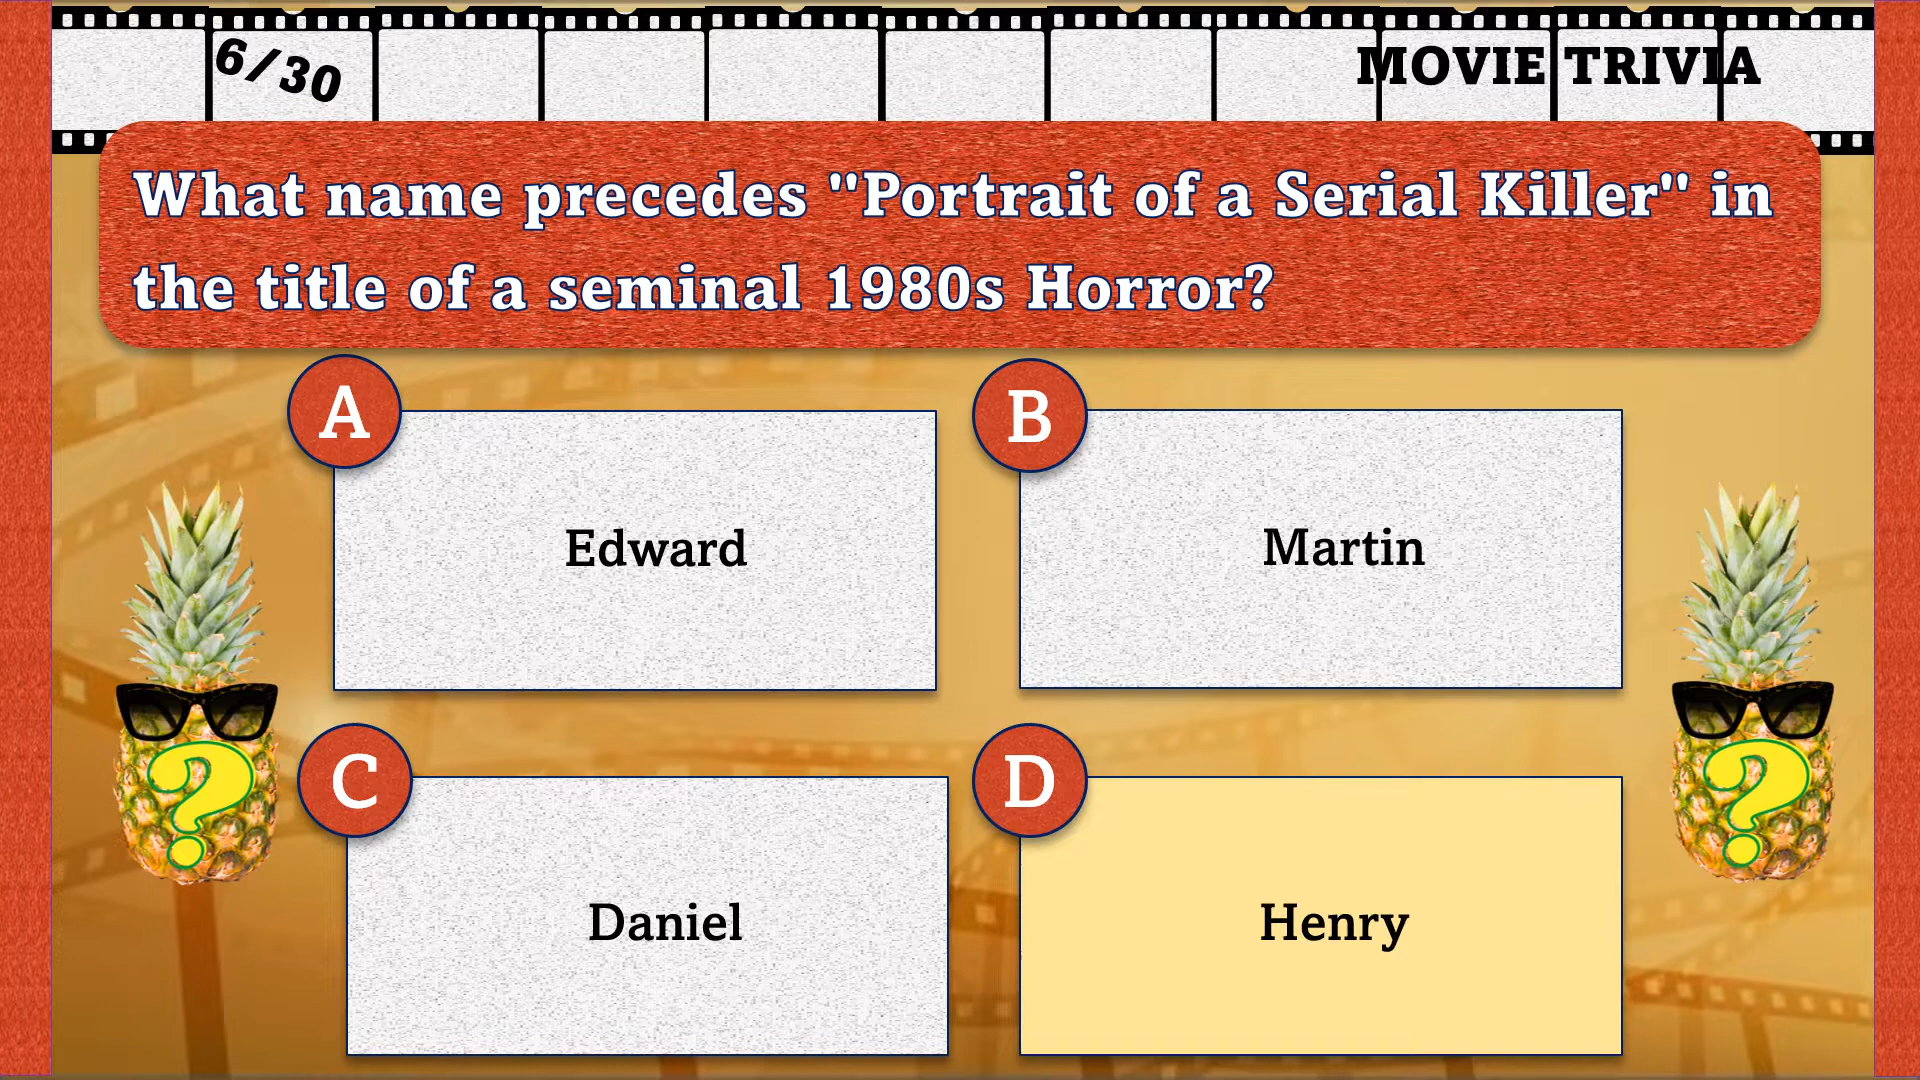 6/30
MOVIE TRIVIA
What name precedes "Portrait of a Serial Killer" in
the title of a seminal 1980s Horror?
A
Edward
B
Martin
C
Daniel
D
Henry
?
?